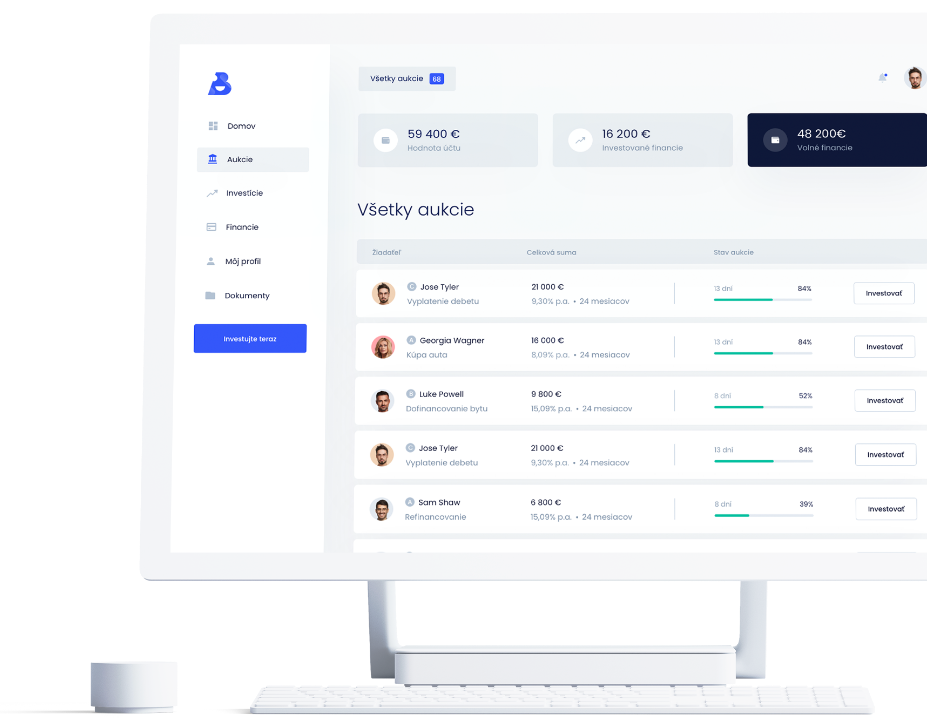 Všetky aukcie 68
Domov
Aukcie
Investície
Financie
Môj profil
Dokumenty
Investujte teraz
59 400 €
Hodnota účtu
16 200 €
Investované financie
48 200€
Voľné financie
Všetky aukcie
Žiadateľ Celková suma Stav aukcie
C Jose Tyler 21 000 € 13 dní 84% Investovať
Vyplatenie debetu 9,30% p.a. • 24 mesiacov
A Georgia Wagner 16 000 € 13 dní 84% Investovať
Kúpa auta 8,09% p.a. • 24 mesiacov
B Luke Powell 9 800 € 8 dní 52% Investovať
Dofinancovanie bytu 15,09% p.a. • 24 mesiacov
C Jose Tyler 21 000 € 13 dní 84% Investovať
Vyplatenie debetu 9,30% p.a. • 24 mesiacov
A Sam Shaw 6 800 € 8 dní 39% Investovať
Refinancovanie 15,09% p.a. • 24 mesiacov